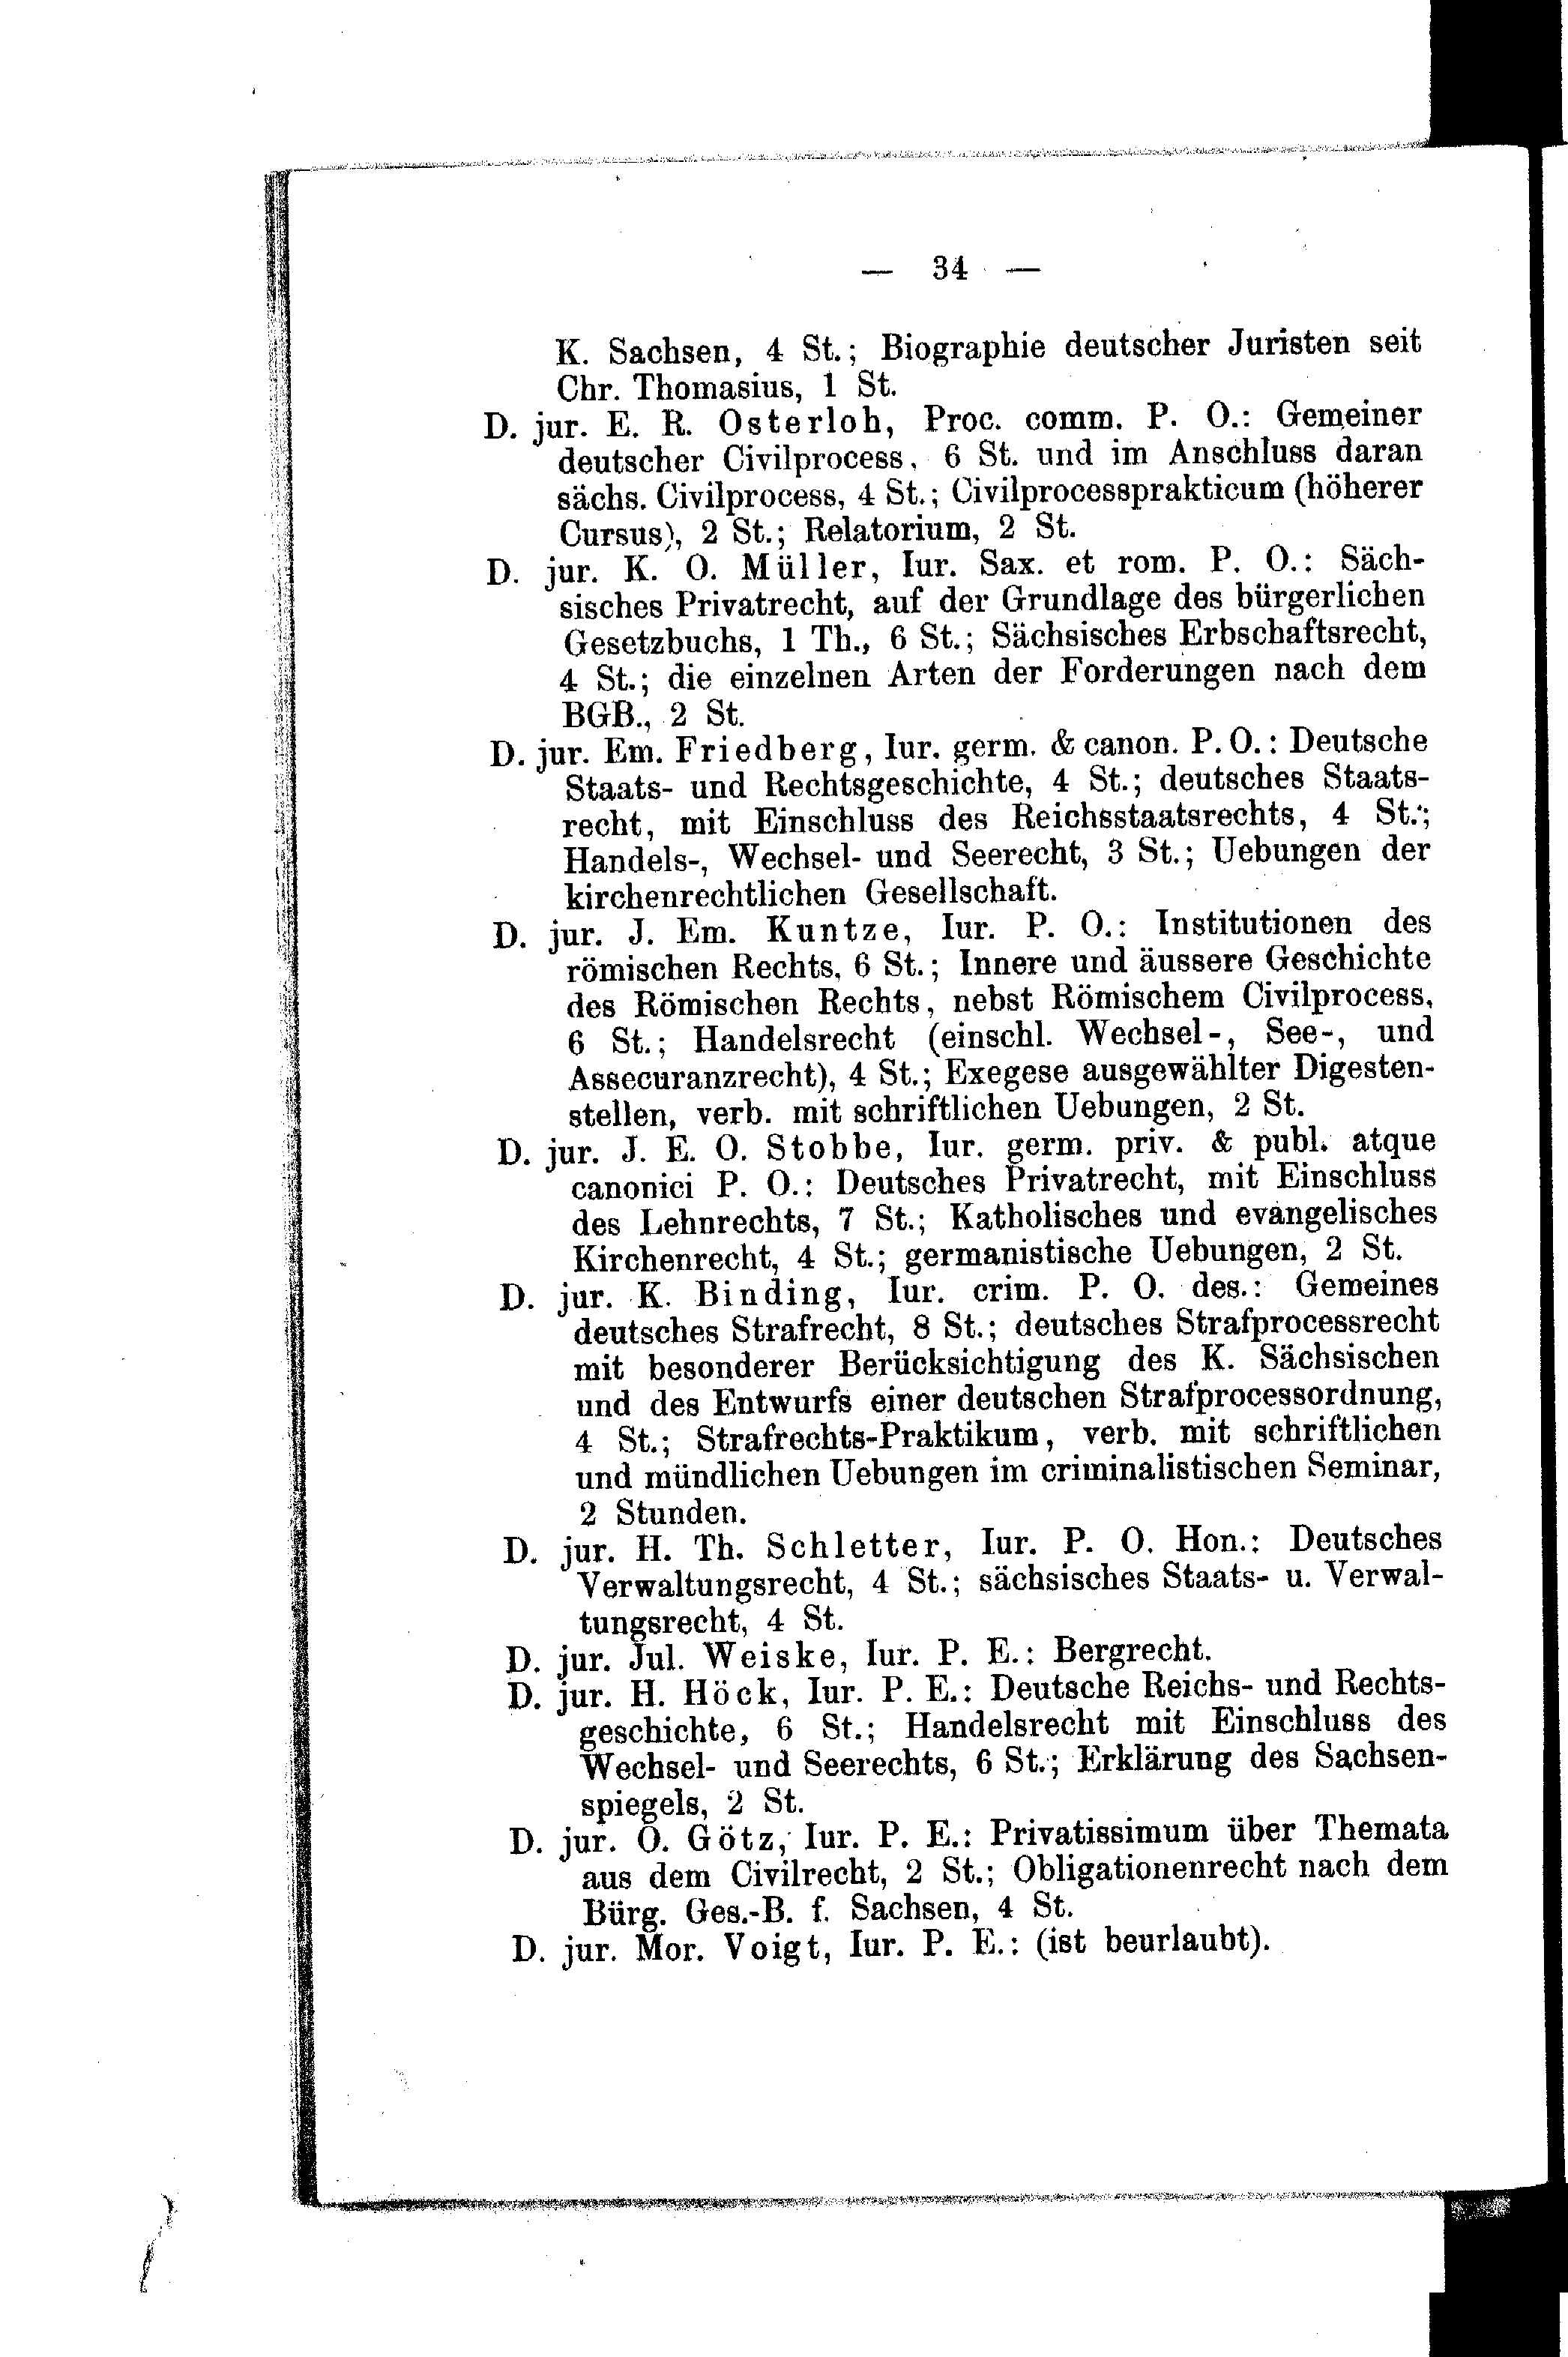 — 34 —
K. Sachsen, 4 St.; Biographie deutscher Juristen seit
Chr. Thomasius, 1 St.
D. jur. E. R. Osterloh, Proc. comm. P. O.: Gemeiner
deutscher Civilprocess, 6 St. und im Anschluss daran
sächs. Civilprocess, 4 St.; Civilprocessprakticum (höherer
Cursus), 2 St.; Relatorium, 2 St.
D. jur. K. O. Müller, Iur. Sax. et rom. P. O.: Säch-
sisches Privatrecht, auf der Grundlage des bürgerlichen
Gesetzbuchs, 1 Th., 6 St.; Sächsisches Erbschaftsrecht,
4 St.; die einzelnen Arten der Forderungen nach dem
BGB., 2 St.
D. jur. Em. Friedberg, Iur. germ. & canon. P. O.: Deutsche
Staats- und Rechtsgeschichte, 4 St.; deutsches Staats-
recht, mit Einschluss des Reichsstaatsrechts, 4 St.;
Handels-, Wechsel- und Seerecht, 3 St.; Uebungen der
kirchenrechtlichen Gesellschaft.
D. jur. J. Em. Kuntze, Iur. P. O.: Institutionen des
römischen Rechts, 6 St.; Innere und äussere Geschichte
des Römischen Rechts, nebst Römischem Civilprocess,
6 St.; Handelsrecht (einschl. Wechsel-, See-, und
Assecuranzrecht), 4 St.; Exegese ausgewählter Digesten-
stellen, verb. mit schriftlichen Uebungen, 2 St.
D. jur. J. E. O. Stobbe, Iur. germ. priv. & publ. atque
canonici P. O.: Deutsches Privatrecht, mit Einschluss
des Lehnrechts, 7 St.; Katholisches und evangelisches
Kirchenrecht, 4 St.; germanistische Uebungen, 2 St.
D. jur. K. Binding, Iur. crim. P. O. des.: Gemeines
deutsches Strafrecht, 8 St.; deutsches Strafprocessrecht
mit besonderer Berücksichtigung des K. Sächsischen
und des Entwurfs einer deutschen Strafprocessordnung,
4 St.; Strafrechts-Praktikum, verb. mit schriftlichen
und mündlichen Uebungen im criminalistischen Seminar,
2 Stunden.
D. jur. H. Th. Schletter, Iur. P. O. Hon.: Deutsches
Verwaltungsrecht, 4 St.; sächsisches Staats- u. Verwal-
tungsrecht, 4 St.
D. jur. Jul. Weiske, Iur. P. E.: Bergrecht.
D. jur. H. Höck, Iur. P. E.: Deutsche Reichs- und Rechts-
geschichte, 6 St.; Handelsrecht mit Einschluss des
Wechsel- und Seerechts, 6 St.; Erklärung des Sachsen-
spiegels, 2 St.
D. jur. O. Götz, Iur. P. E.: Privatissimum über Themata
aus dem Civilrecht, 2 St.; Obligationenrecht nach dem
Bürg. Ges.-B. f. Sachsen, 4 St.
D. jur. Mor. Voigt, Iur. P. E.: (ist beurlaubt).